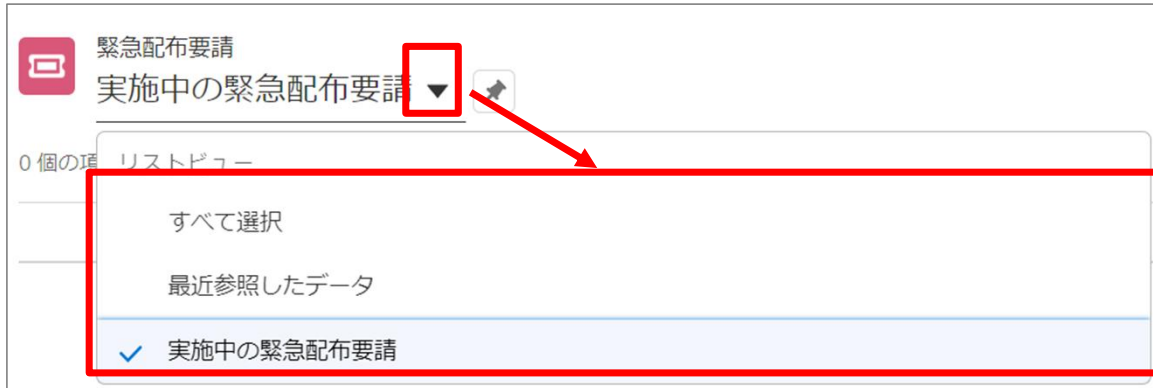 緊急配布要請
実施中の緊急配布要請
0 個の項
リストビュー
すべて選択
最近参照したデータ
実施中の緊急配布要請